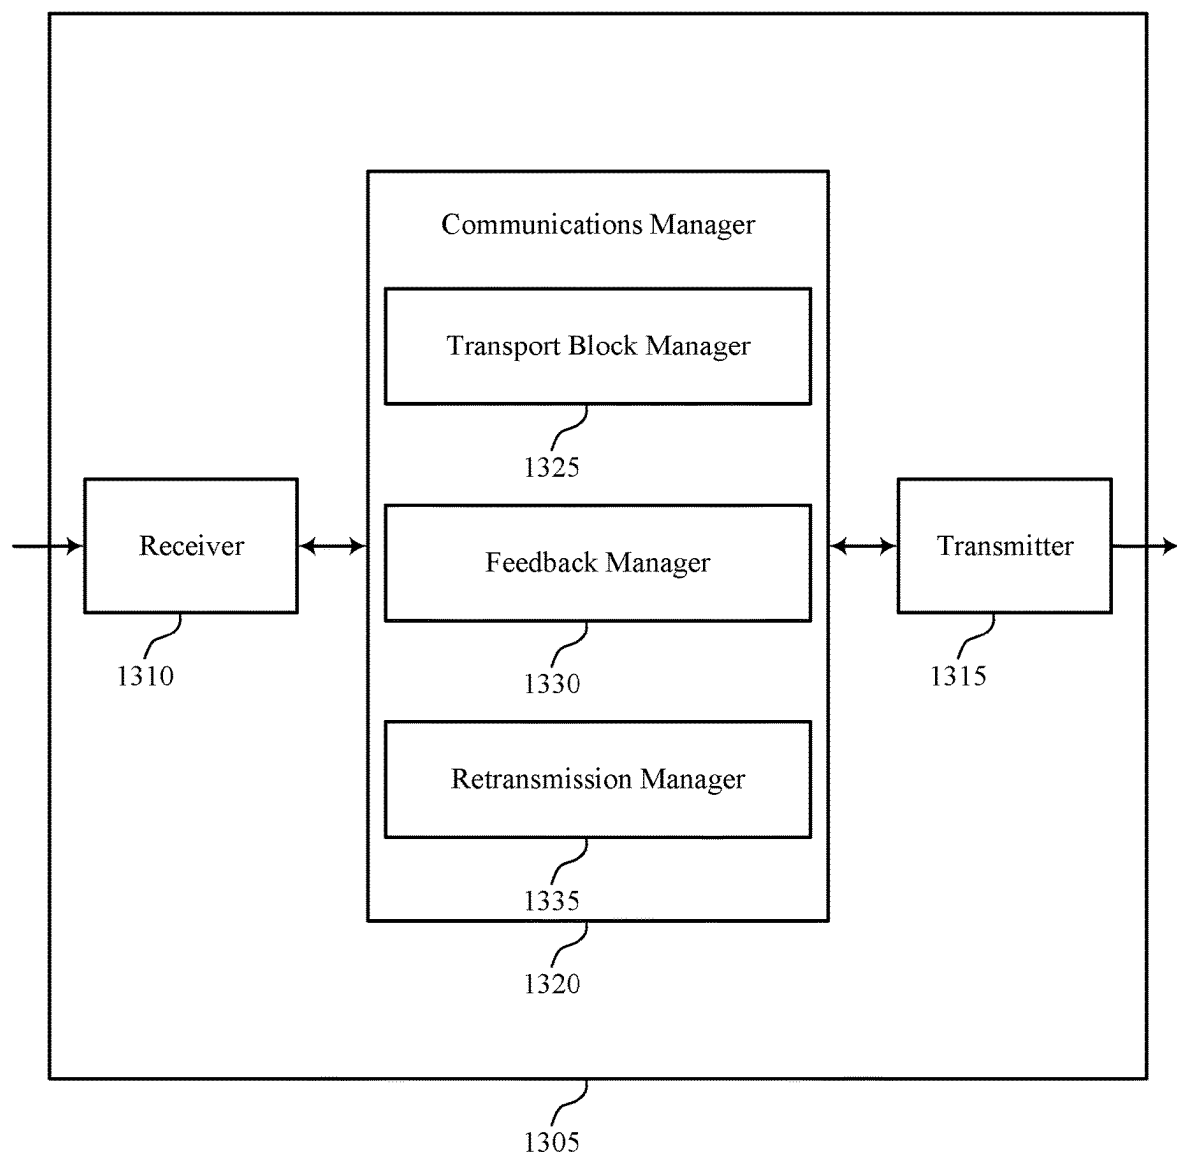 Communications Manager
Transport Block Manager
1325
Receiver
1310
Feedback Manager
1330
Transmitter
1315
Retransmission Manager
1335
1320
1305